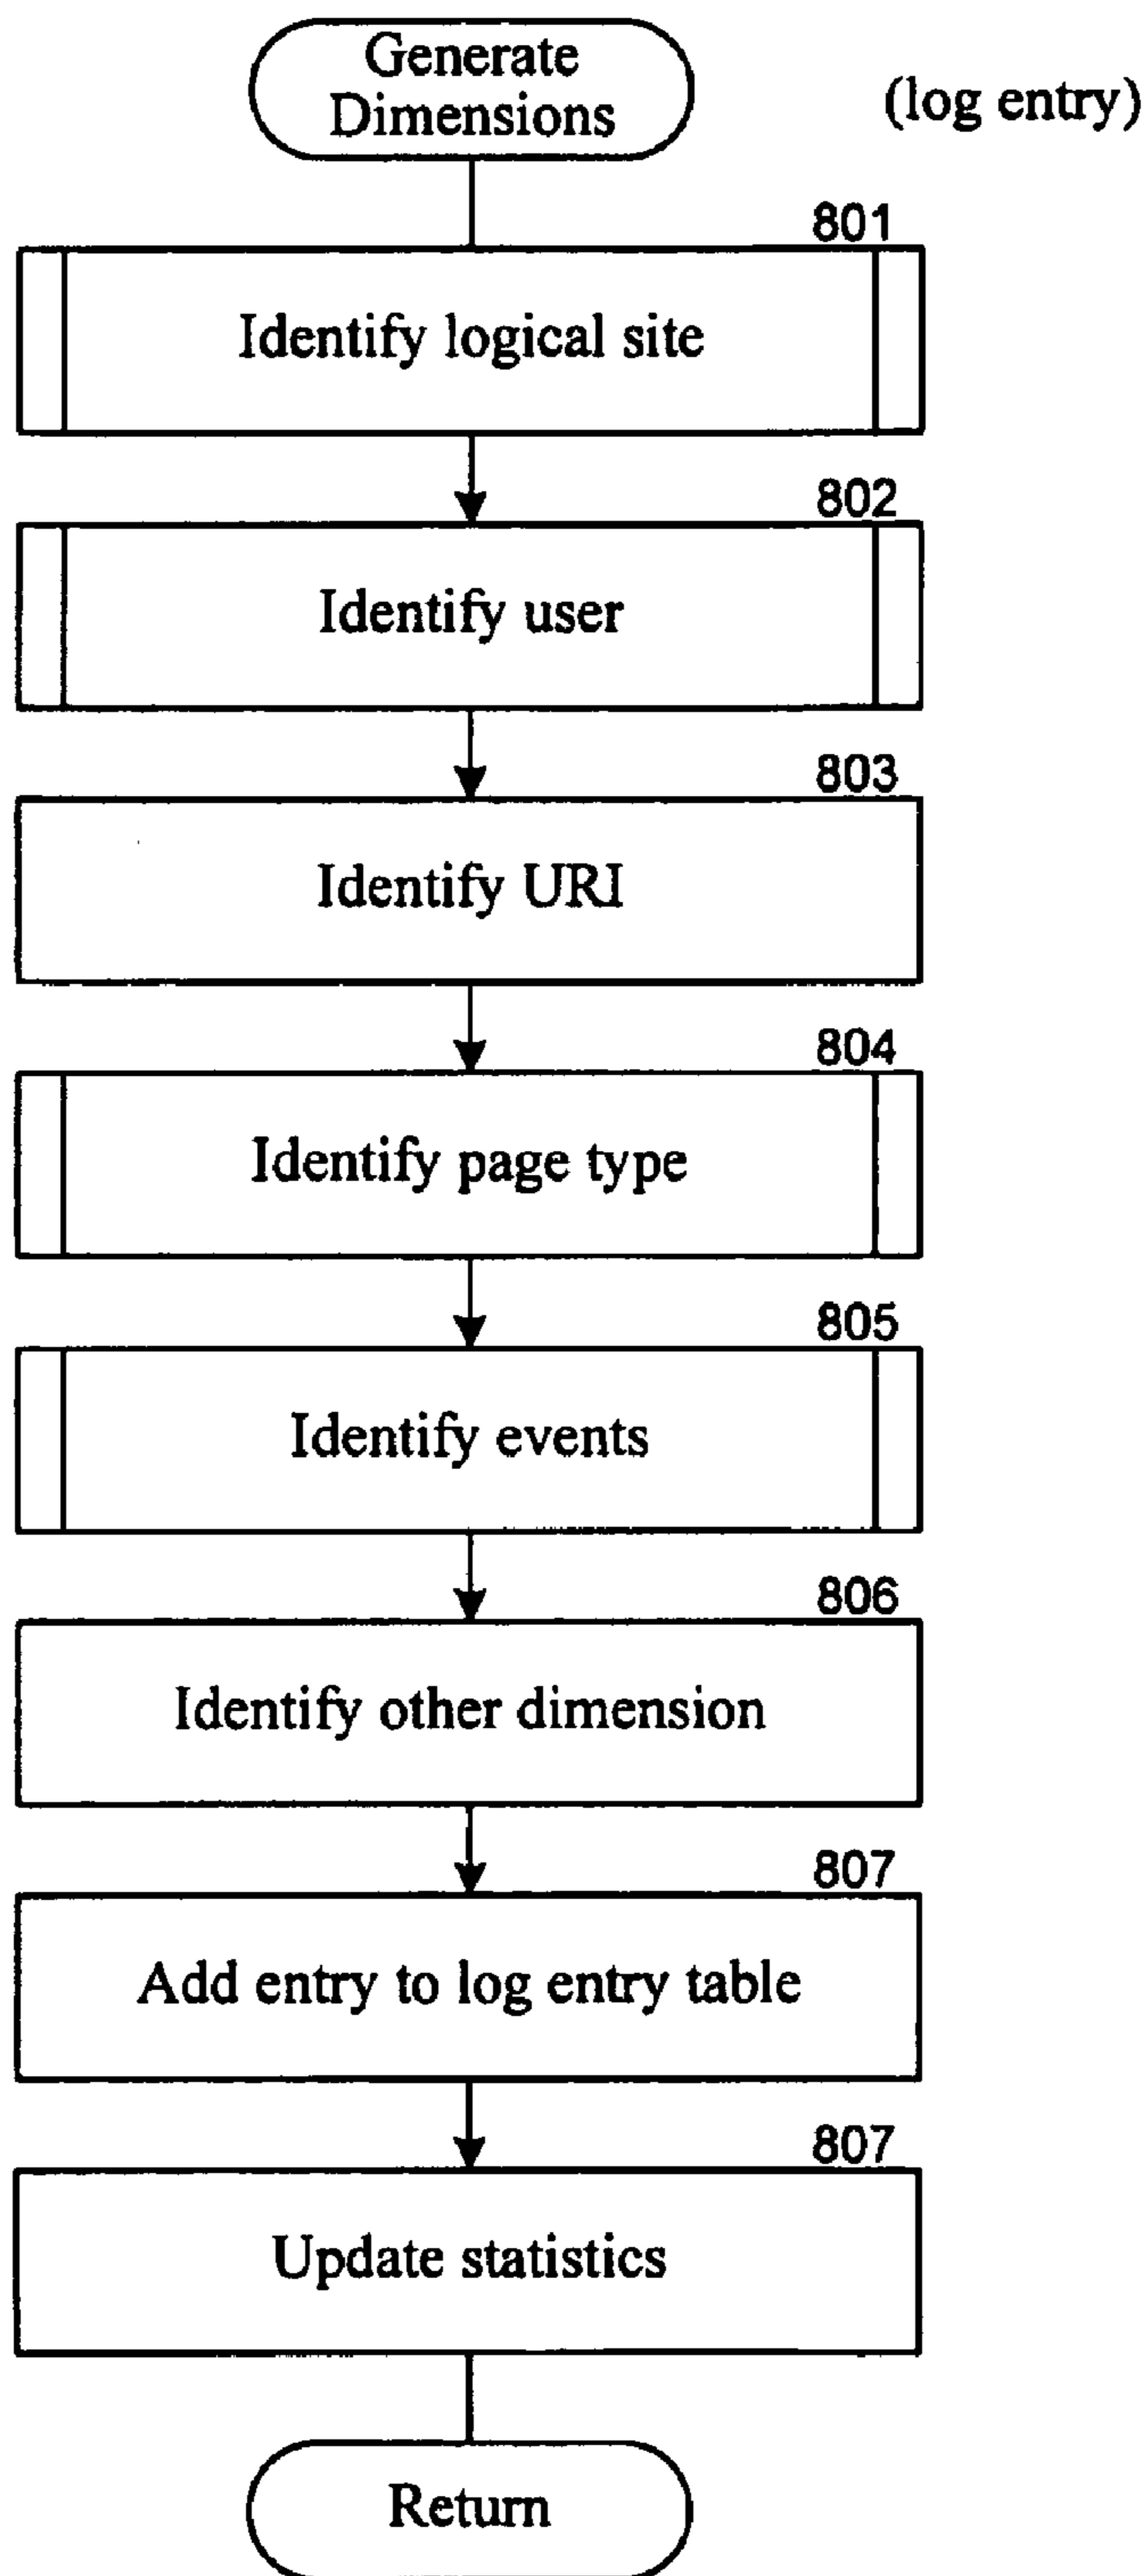 Generate
Dimensions
(log entry)
801
Identify logical site
802
Identify user
803
Identify URI
804
Identify page type
805
Identify events
806
Identify other dimension
807
Add entry to log entry table
807
Update statistics
Return